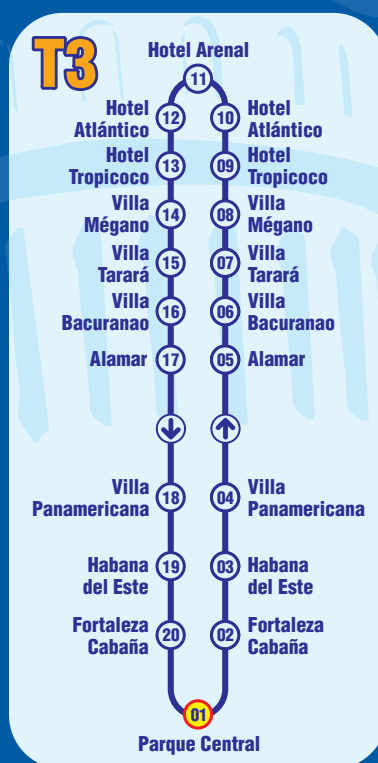 T3
Hotel Arenal
11
Hotel
Atlántico
12
10
Hotel
Atlántico
Hotel
Tropicoco
13
09
Hotel
Tropicoco
Villa
Mégano
14
08
Villa
Mégano
Villa
Tarará
15
07
Villa
Tarará
Villa
Bacuranao
16
06
Villa
Bacuranao
Alamar 17
05 Alamar
Villa
Panamericana
18
04
Villa
Panamericana
Habana
del Este
19
03
Habana
del Este
Fortaleza
Cabaña
20
02
Fortaleza
Cabaña
01
Parque Central